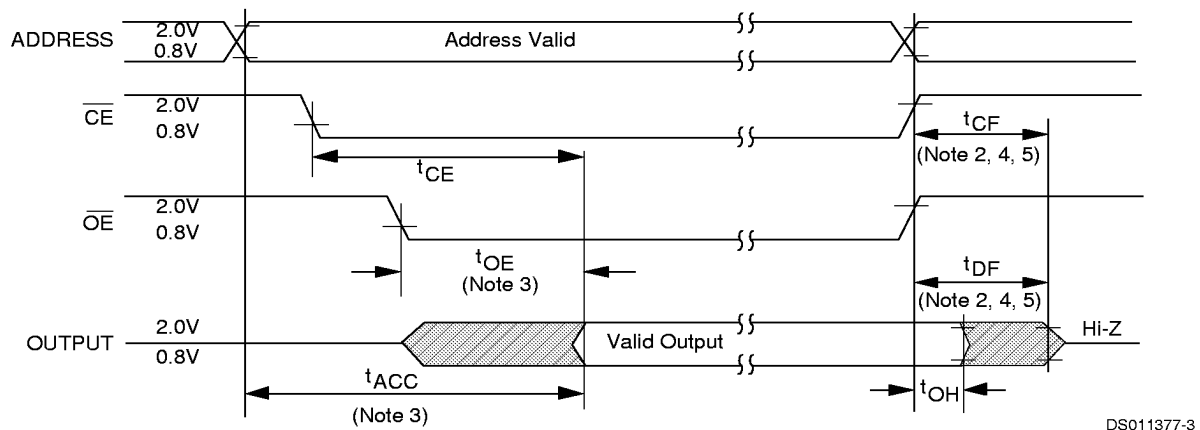 ADDRESS
2.0V
0.8V
Address Valid
CE
2.0V
0.8V
tCF
(Note 2, 4, 5)
tCE
OE
2.0V
0.8V
tOE
(Note 3)
tDF
(Note 2, 4, 5)
OUTPUT
2.0V
0.8V
Valid Output
Hi-Z
tACC
(Note 3)
tOH
DS011377-3